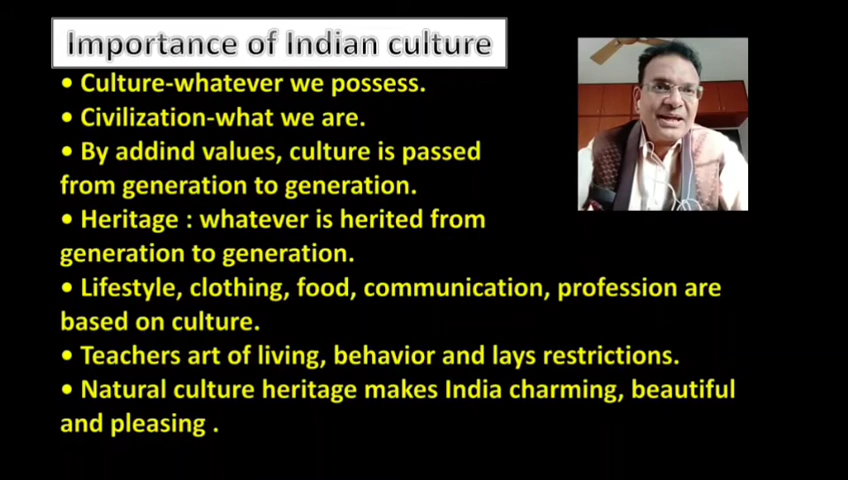 Importance of Indian culture
• Culture-whatever we possess.
• Civilization-what we are.
• By addind values, culture is passed
from generation to generation.
• Heritage : whatever is herited from
generation to generation.
• Lifestyle, clothing, food, communication, profession are
based on culture.
• Teachers art of living, behavior and lays restrictions.
• Natural culture heritage makes India charming, beautiful
and pleasing .